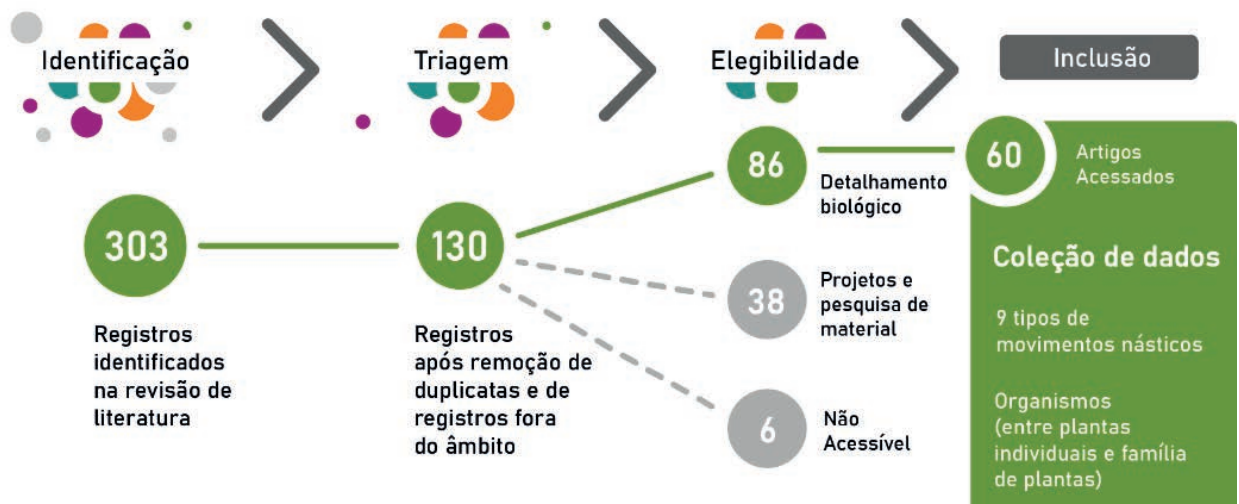 Identificação
Triagem
Elegibilidade
Inclusão
303
Registros
identificados
na revisão de
literatura
130
Registros
após remoção de
duplicatas e de
registros fora
do âmbito
86
Detalhamento
biológico
38
Projetos e
pesquisa de
material
6
Não
Acessível
60
Artigos
Acessados
Coleção de dados
9 tipos de
movimentos násticos
Organismos
(entre plantas
individuais e família
de plantas)